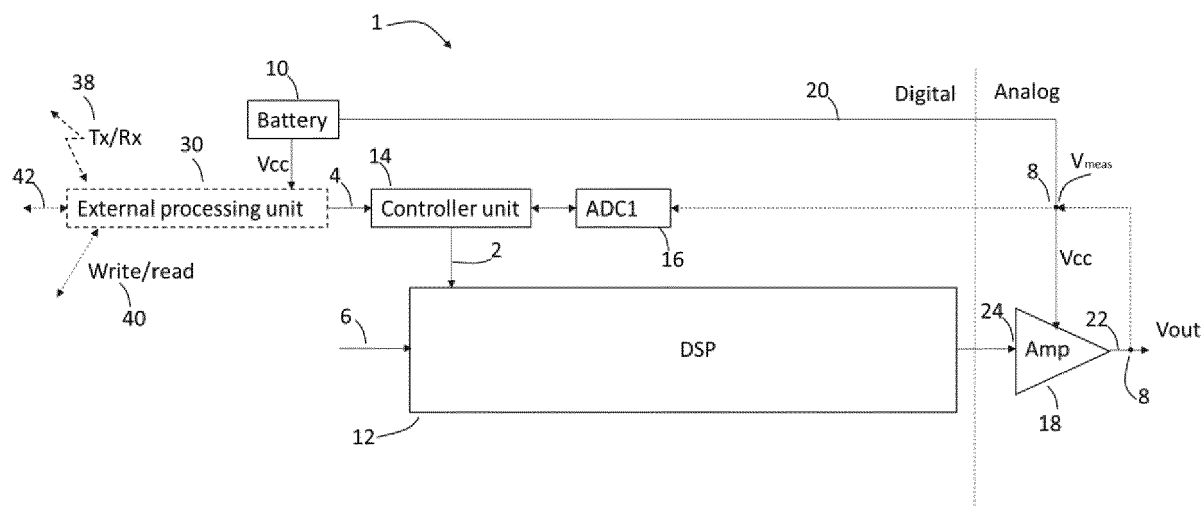 1
38
10
20
Digital
Analog
Tx/Rx
Battery
30
14
8
V meas
42
Vcc
4
External processing unit
Controller unit
ADC1
2
16
Write/read
Vcc
40
6
24
22
Vout
DSP
Amp
8
12
18